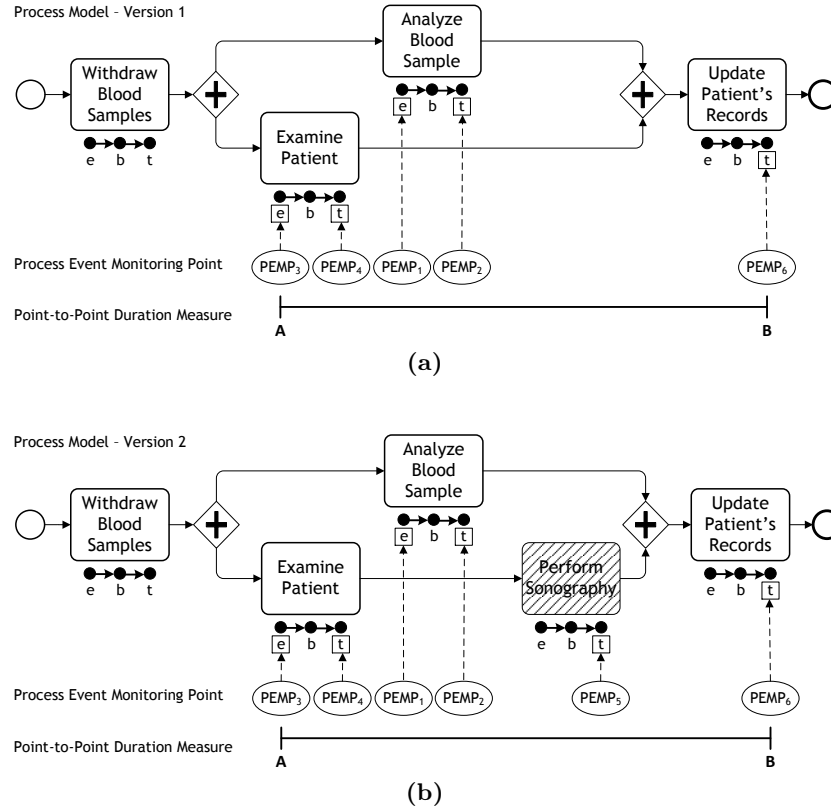 Process Model – Version 1
Withdraw
Blood
Samples
e b t
Analyze
Blood
Sample
e b t
Examine
Patient
e b t
Update
Patient's
Records
e b t
Process Event Monitoring Point
PEMP3 PEMP4 PEMP1 PEMP2 PEMP6
Point-to-Point Duration Measure
A B
(a)
Process Model – Version 2
Withdraw
Blood
Samples
e b t
Analyze
Blood
Sample
e b t
Examine
Patient
e b t
Perform
Sonography
e b t
Update
Patient's
Records
e b t
Process Event Monitoring Point
PEMP3 PEMP4 PEMP1 PEMP2 PEMP5 PEMP6
Point-to-Point Duration Measure
A B
(b)